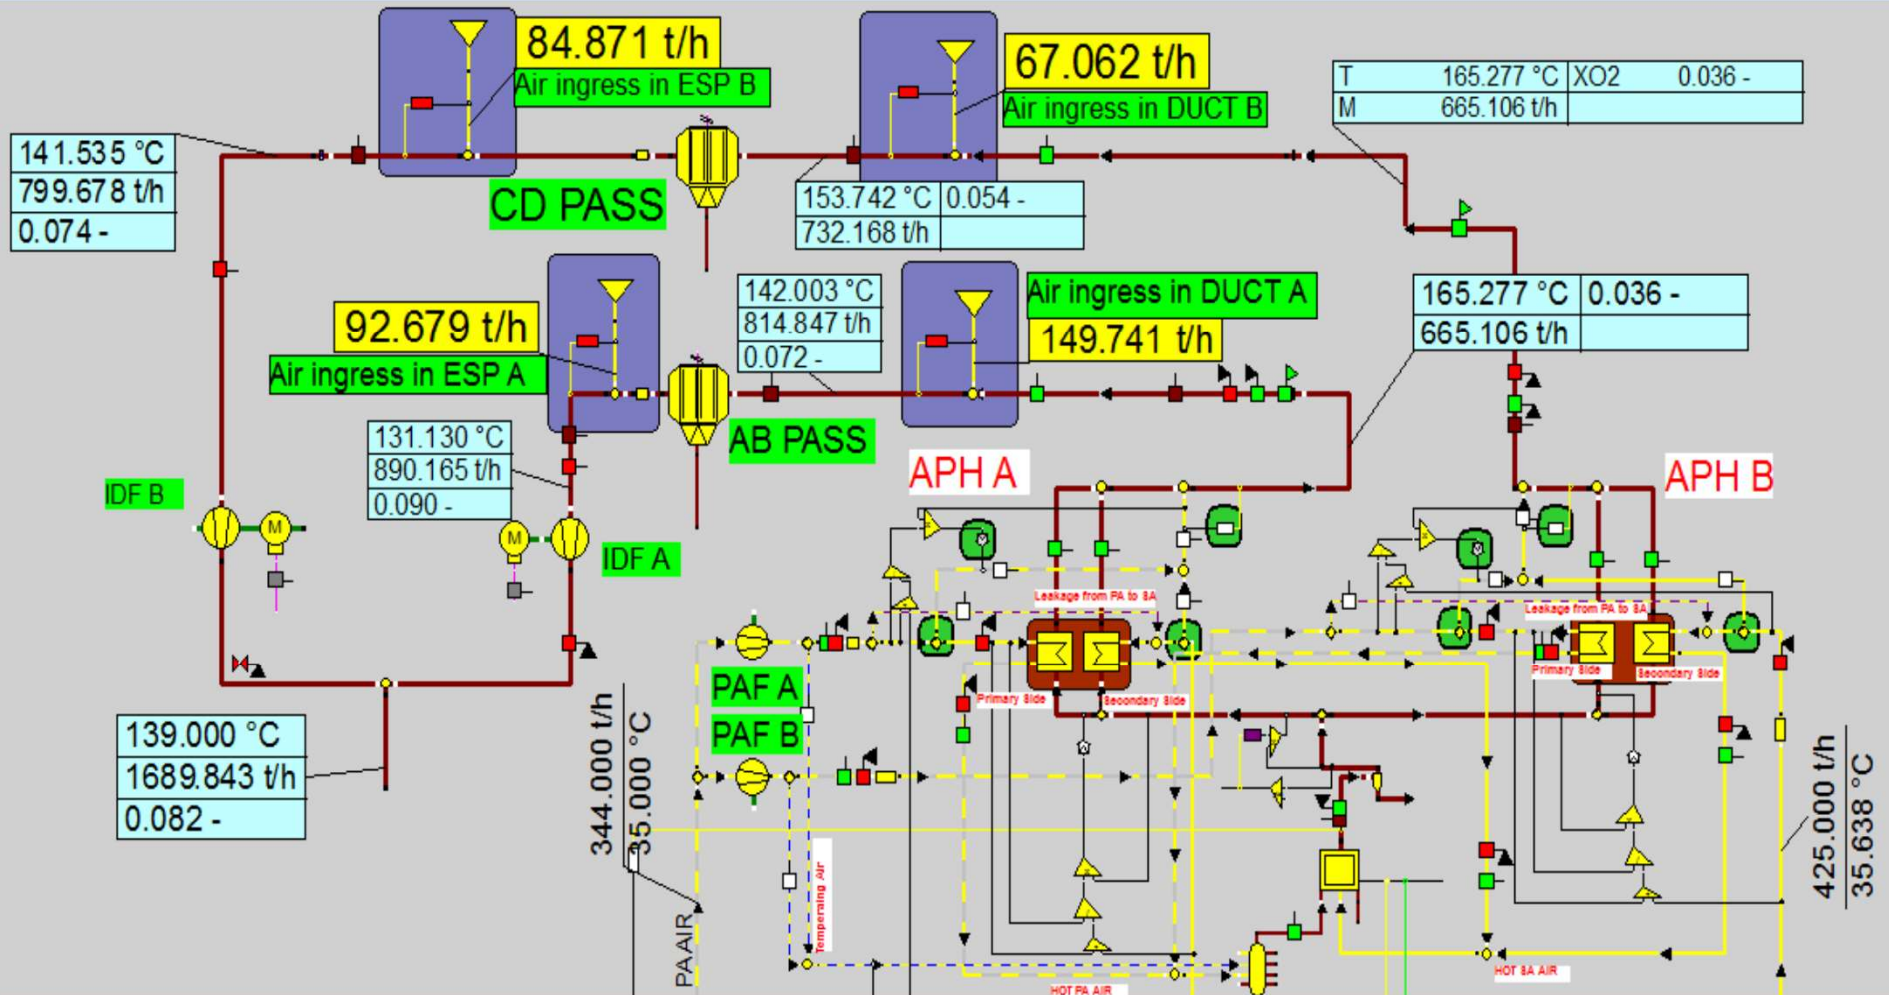 84.871 t/h
Air ingress in ESP B
67.062 t/h
Air ingress in DUCT B
T 165.277 °C XO2 0.036 -
M 665.106 t/h
141.535 °C
799.678 t/h
0.074 -
CD PASS
153.742 °C 0.054 -
732.168 t/h
92.679 t/h
Air ingress in ESP A
142.003 °C
814.847 t/h
0.072 -
Air ingress in DUCT A
149.741 t/h
165.277 °C 0.036 -
665.106 t/h
131.130 °C
890.165 t/h
0.090 -
AB PASS
APH A
APH B
IDF B
M
M
IDF A
Leakage from PA to SA
Leakage from PA to SA
Primary Side
Secondary Side
Primary Side
Secondary Side
PAF A
PAF B
139.000 °C
1689.843 t/h
0.082 -
344.000 t/h
35.000 °C
425.000 t/h
35.638 °C
Temperaing Air
PA AIR
HOT SA AIR
HOT PA AIR